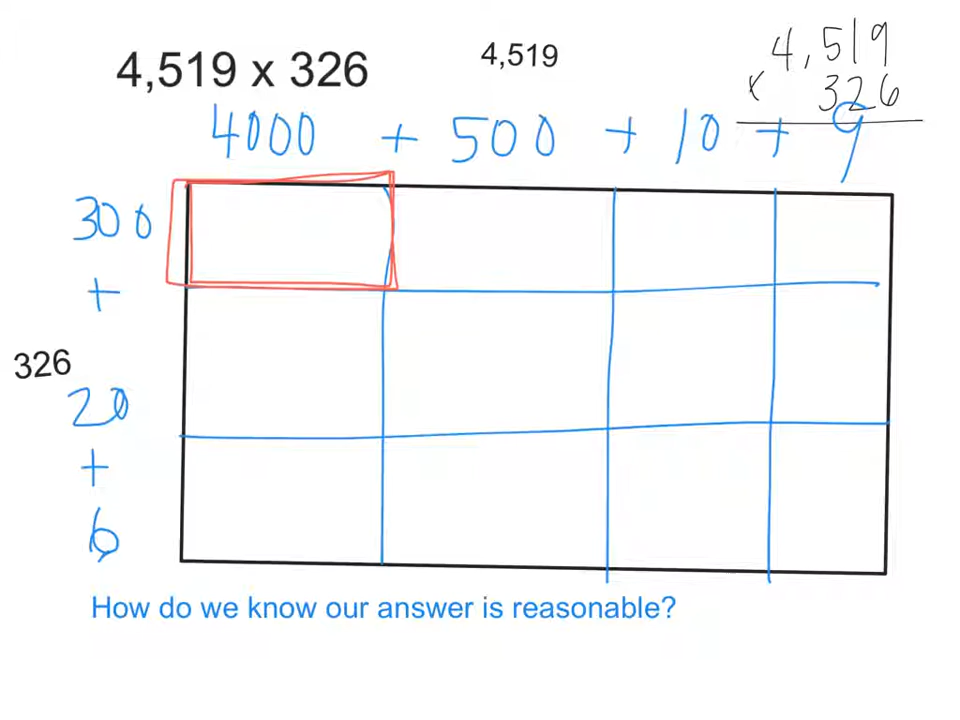 4,519 x 326
4,519
4,519
x 326
4000 + 500 + 10 + 9
300
+
326
20
+
6
How do we know our answer is reasonable?